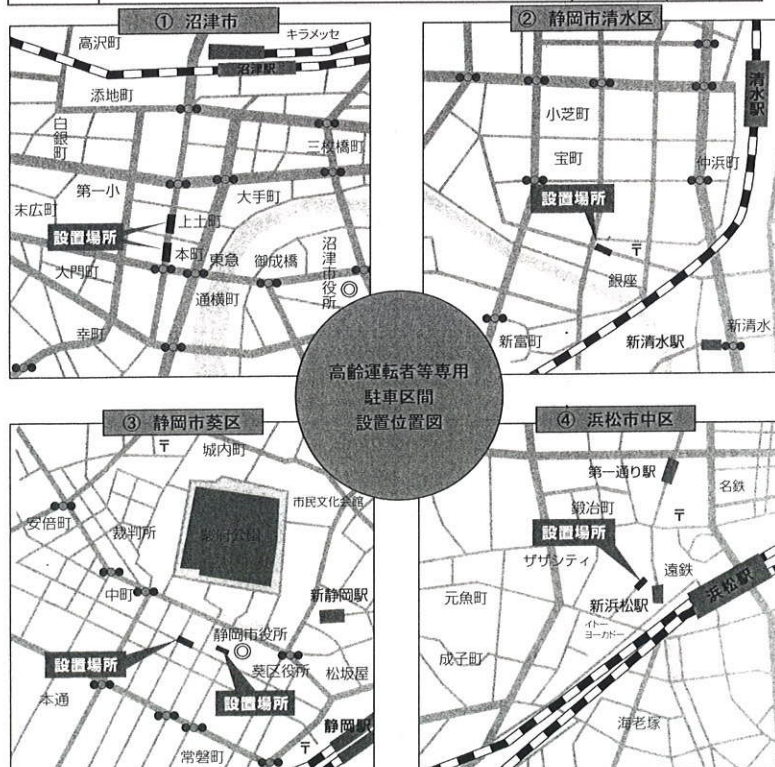 ① 沼津市
高沢町
キラメッセ
沼津駅
添地町
白銀町
三枚橋町
第一小
大手町
末広町
上土町
設置場所
本町
東急
御成橋
沼津市役所
大門町
通横町
幸町
② 静岡市清水区
清水駅
小芝町
宝町
仲浜町
設置場所
〒
銀座
新富町
新清水駅
新清水
高齢運転者等専用
駐車区間
設置位置図
③ 静岡市葵区
〒
城内町
市民文化会館
安倍町
裁判所
駿府公園
中町
新静岡駅
静岡市役所
設置場所
葵区役所
松坂屋
本通
設置場所
静岡駅
〒
常磐町
④ 浜松市中区
第一通り駅
名鉄
鍛冶町
〒
設置場所
ザザシティ
遠鉄
浜松駅
元魚町
新浜松駅
イトー
ヨーカドー
成子町
海老塚